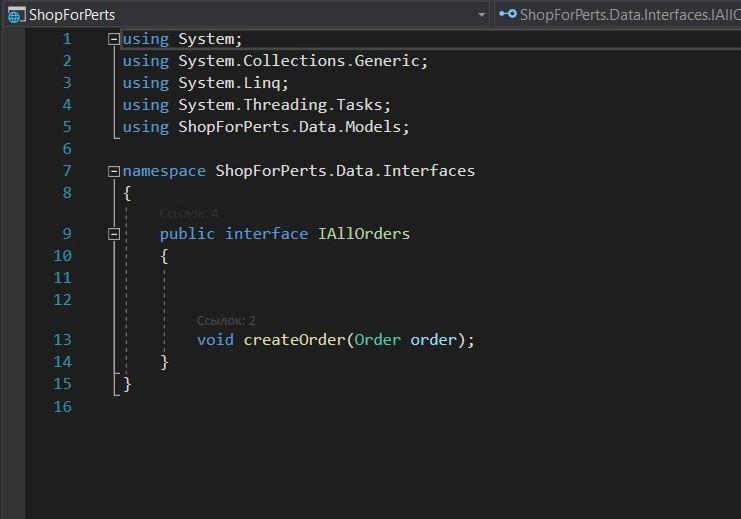 ShopForPerts ShopForPerts.Data.Interfaces.IAllO
1 using System;
2 using System.Collections.Generic;
3 using System.Linq;
4 using System.Threading.Tasks;
5 using ShopForPerts.Data.Models;
6
7 namespace ShopForPerts.Data.Interfaces
8 {
Ссылок: 4
9 public interface IAllOrders
10 {
11
12
Ссылок: 2
13 void createOrder(Order order);
14 }
15 }
16